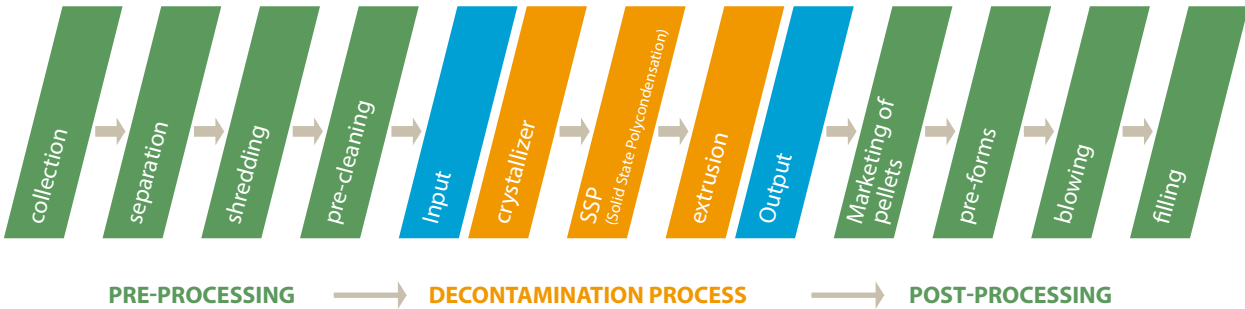 collection
separation
shredding
pre-cleaning
Input
crystallizer
SSP
(Solid State Polycondensation)
extrusion
Output
Marketing of
pellets
pre-forms
blowing
filling
PRE-PROCESSING
DECONTAMINATION PROCESS
POST-PROCESSING